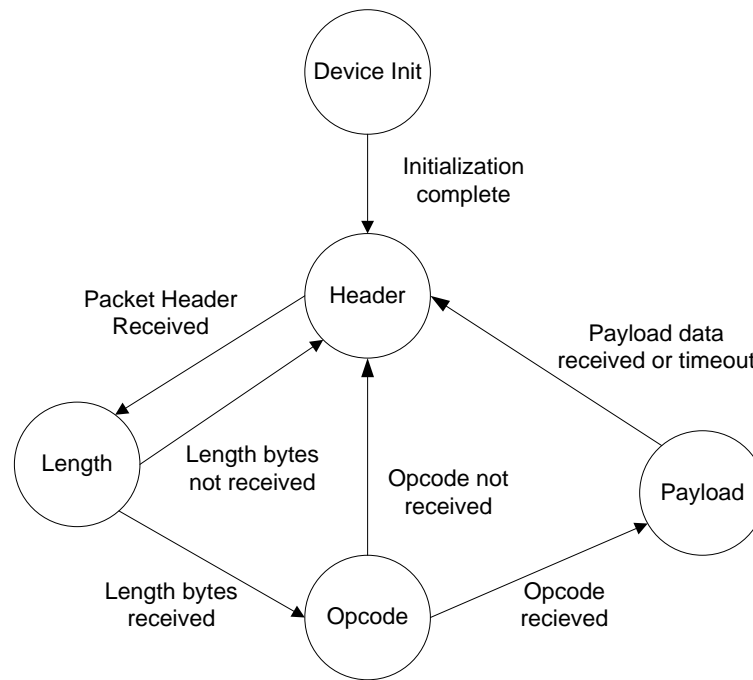 Device Init
Initialization
complete
Header
Packet Header
Received
Payload data
received or timeout
Length
Length bytes
not received
Opcode not
received
Payload
Length bytes
received
Opcode
Opcode
recieved